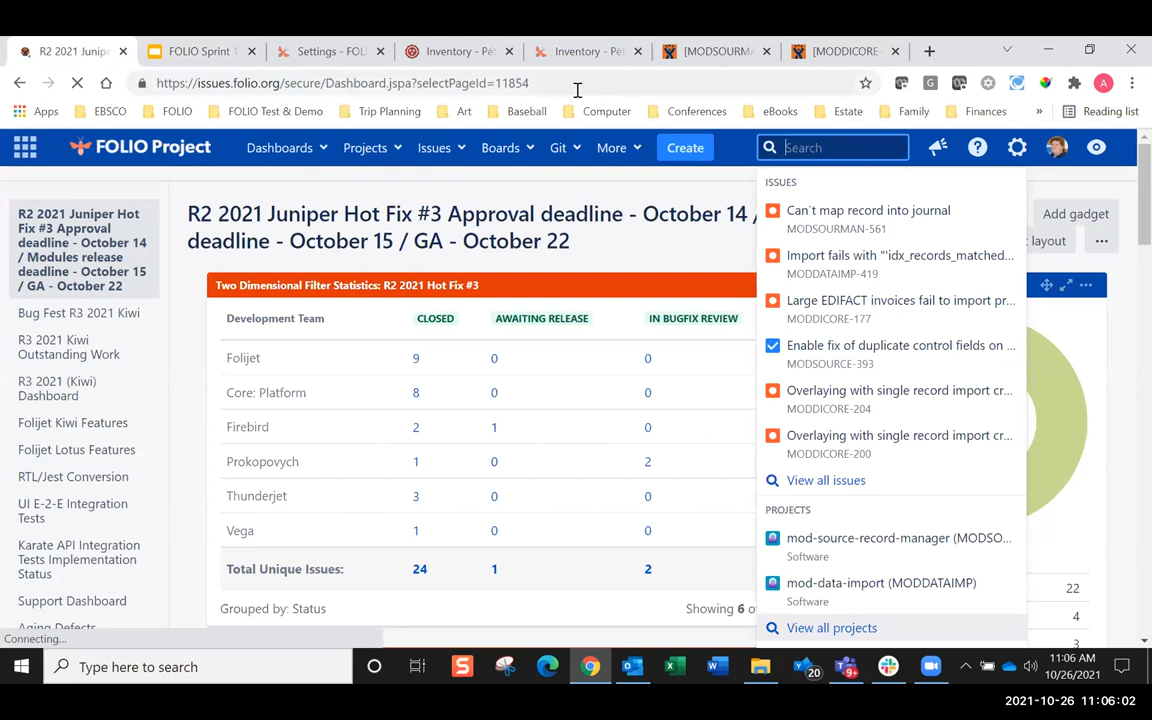 R2 2021 Junipe
FOLIO Sprint 1
Settings - FOL
Inventory - Pé
Inventory - Pé
[MODSOURM
[MODDICORE-
https://issues.folio.org/secure/Dashboard.jspa?selectPageId=11854
A
Apps
EBSCO
FOLIO
FOLIO Test & Demo
Trip Planning
Art
Baseball
Computer
Conferences
eBooks
Estate
Family
Finances
»
Reading list
FOLIO Project
Dashboards
Projects
Issues
Boards
Git
More
Create
Search
R2 2021 Juniper Hot
Fix #3 Approval
deadline - October 14
/ Modules release
deadline - October 15
/ GA - October 22
Bug Fest R3 2021 Kiwi
R3 2021 Kiwi
Outstanding Work
R3 2021 (Kiwi)
Dashboard
Folijet Kiwi Features
Folijet Lotus Features
RTL/Jest Conversion
UI E-2-E Integration
Tests
Karate API Integration
Tests Implementation
Status
Support Dashboard
Aging Defects
Connecting...
R2 2021 Juniper Hot Fix #3 Approval deadline - October 14 /
deadline - October 15 / GA - October 22
Add gadget
layout
Two Dimensional Filter Statistics: R2 2021 Hot Fix #3
Development Team
CLOSED
AWAITING RELEASE
IN BUGFIX REVIEW
Folijet 9 0 0
Core: Platform 8 0 0
Firebird 2 1 0
Prokopovych 1 0 2
Thunderjet 3 0 0
Vega 1 0 0
Total Unique Issues: 24 1 2
Grouped by: Status
Showing 6 o
ISSUES
Can`t map record into journal
MODSOURMAN-561
Import fails with "'idx_records_matched...
MODDATAIMP-419
Large EDIFACT invoices fail to import pr...
MODDICORE-177
Enable fix of duplicate control fields on ...
MODSOURCE-393
Overlaying with single record import cr...
MODDICORE-204
Overlaying with single record import cr...
MODDICORE-200
View all issues
PROJECTS
mod-source-record-manager (MODSO...
Software
mod-data-import (MODDATAIMP)
Software
View all projects
22
4
3
Type here to search
20
9+
11:06 AM
10/26/2021
2021-10-26 11:06:02